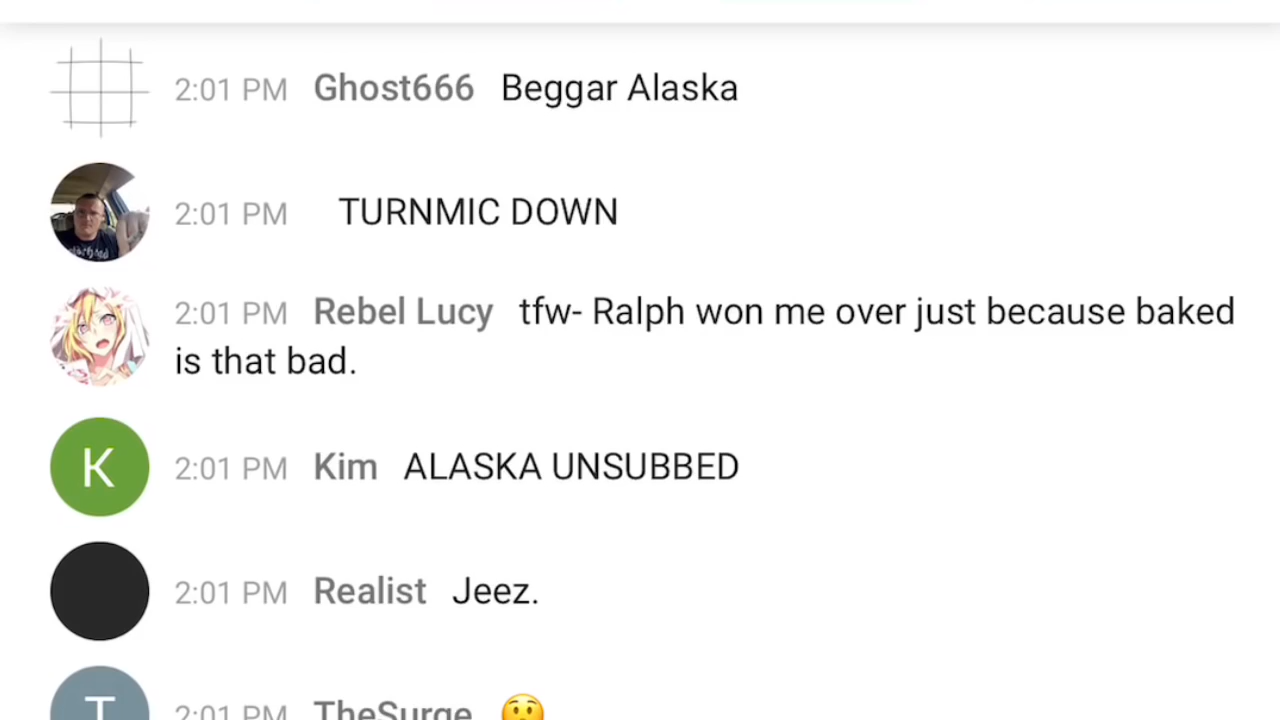 2:01 PM Ghost666 Beggar Alaska
2:01 PM TURNMIC DOWN
2:01 PM Rebel Lucy tfw- Ralph won me over just because baked
is that bad.
K 2:01 PM Kim ALASKA UNSUBBED
2:01 PM Realist Jeez.
T 2:01 PM TheSurge 😲